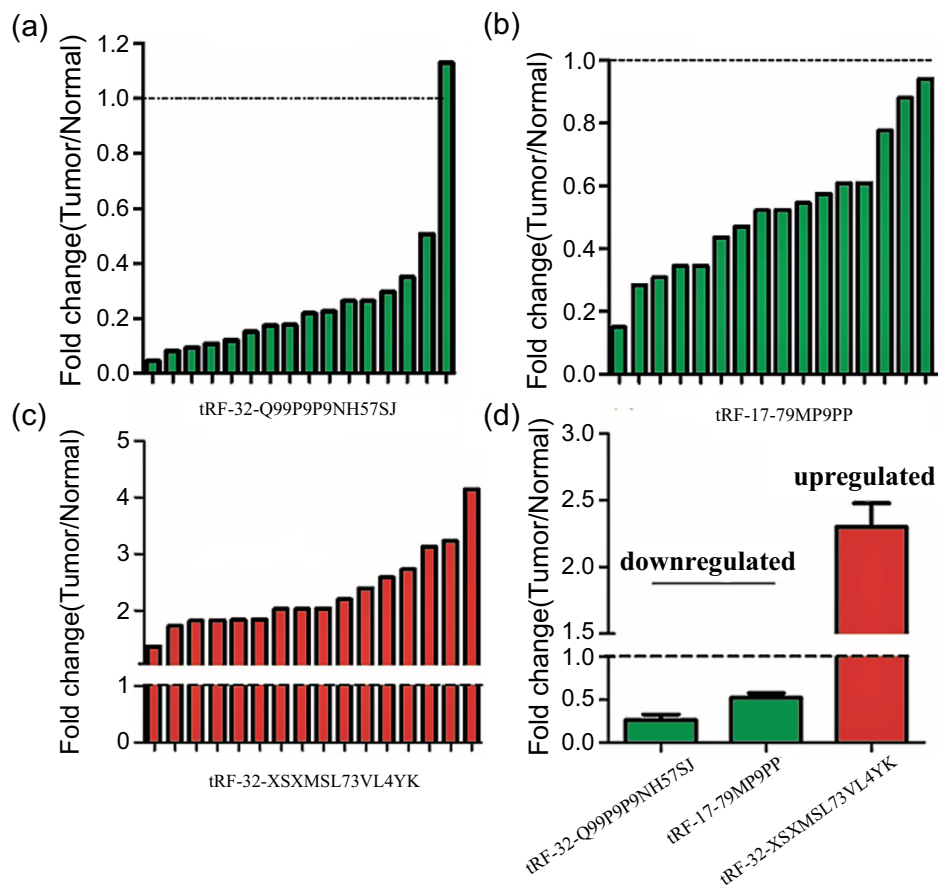 (a)
Fold change(Tumor/Normal)
1.2
1.0
0.8
0.6
0.4
0.2
0.0
tRF-32-Q99P9P9NH57SJ
(b)
Fold change(Tumor/Normal)
1.0
0.8
0.6
0.4
0.2
0.0
tRF-17-79MP9PP
(c)
Fold change(Tumor/Normal)
5
4
3
2
1
0
tRF-32-XSXMSL73VL4YK
(d)
Fold change(Tumor/Normal)
3.0
2.5
2.0
1.5
1.0
0.5
0.0
upregulated
downregulated
tRF-32-Q99P9P9NH57SJ
tRF-17-79MP9PP
tRF-32-XSXMSL73VL4YK